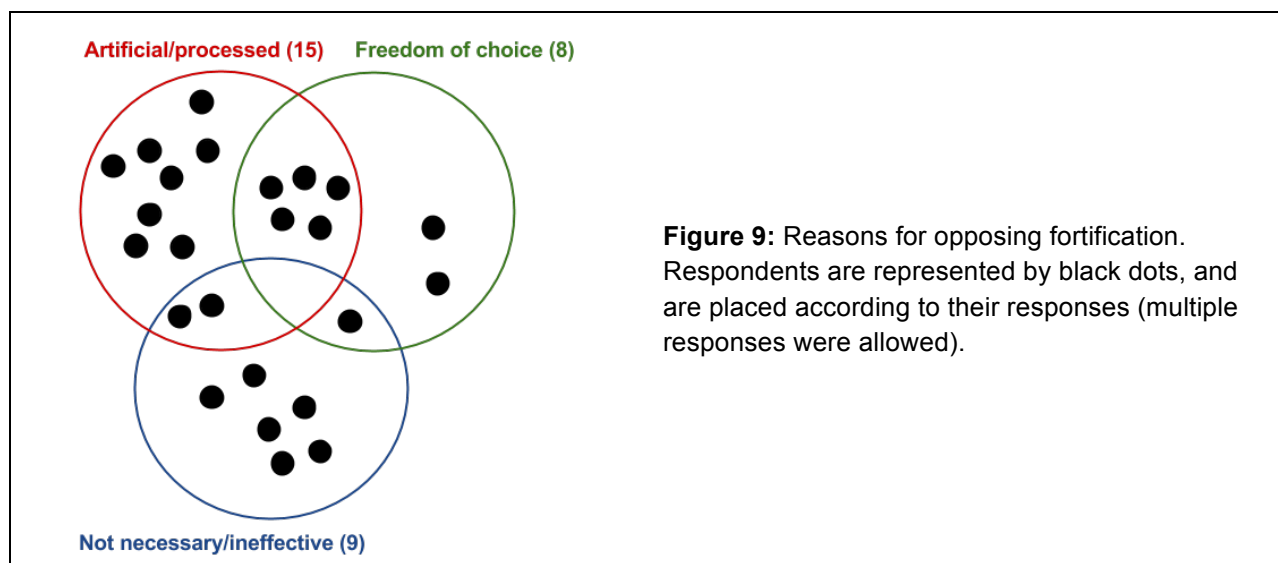 Artificial/processed (15)
Freedom of choice (8)
Figure 9: Reasons for opposing fortification.
Respondents are represented by black dots, and
are placed according to their responses (multiple
responses were allowed).
Not necessary/ineffective (9)